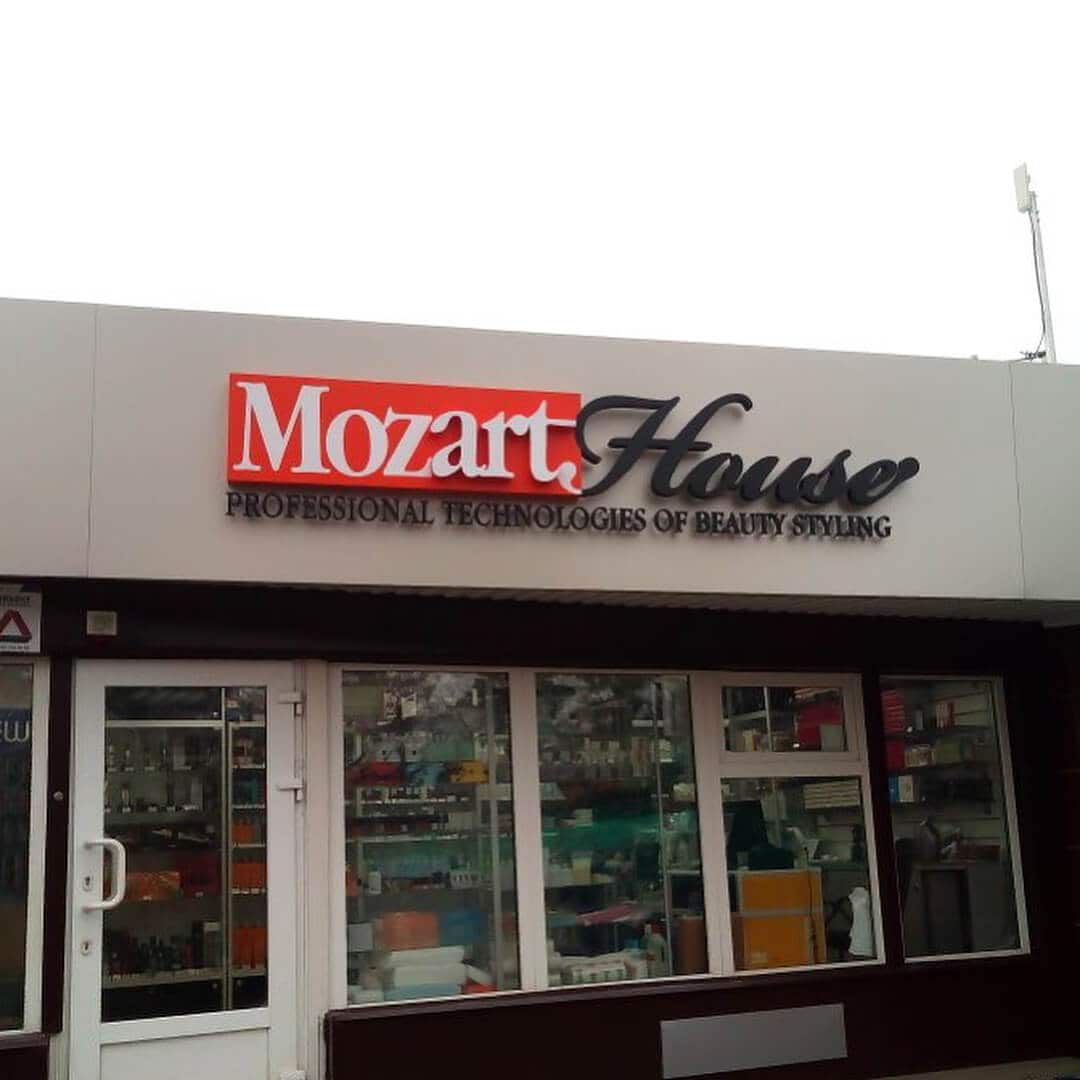 Mozart House
PROFESSIONAL TECHNOLOGIES OF BEAUTY STYLING